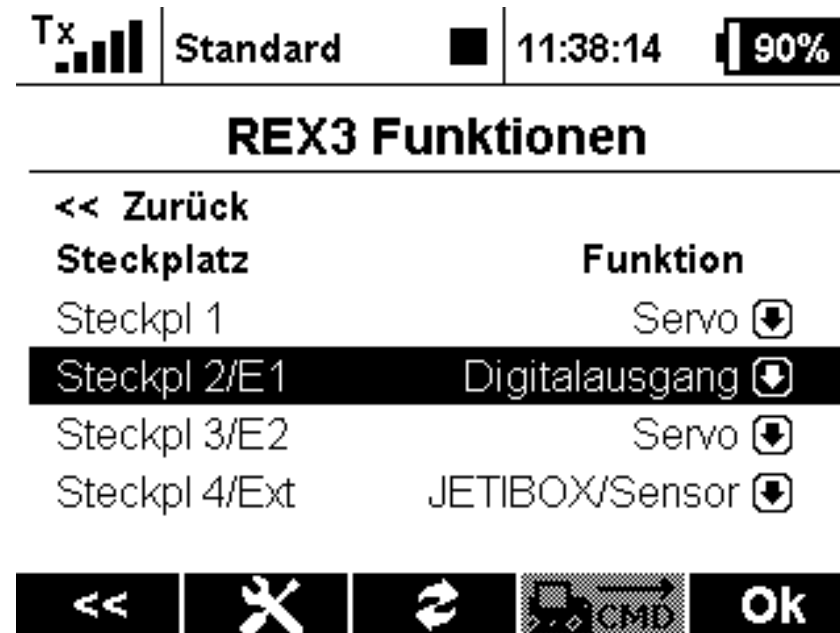 Tx Standard 11:38:14 90%
REX3 Funktionen
<< Zurück
Steckplatz Funktion
Steckpl 1 Servo
Steckpl 2/E1 Digitalausgang
Steckpl 3/E2 Servo
Steckpl 4/Ext JETIBOX/Sensor
<< CMD Ok